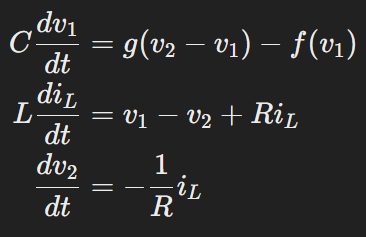 C dv₁/dt = g(v₂ − v₁) − f(v₁)
L di_L/dt = v₁ − v₂ + Ri_L
dv₂/dt = −1/R i_L